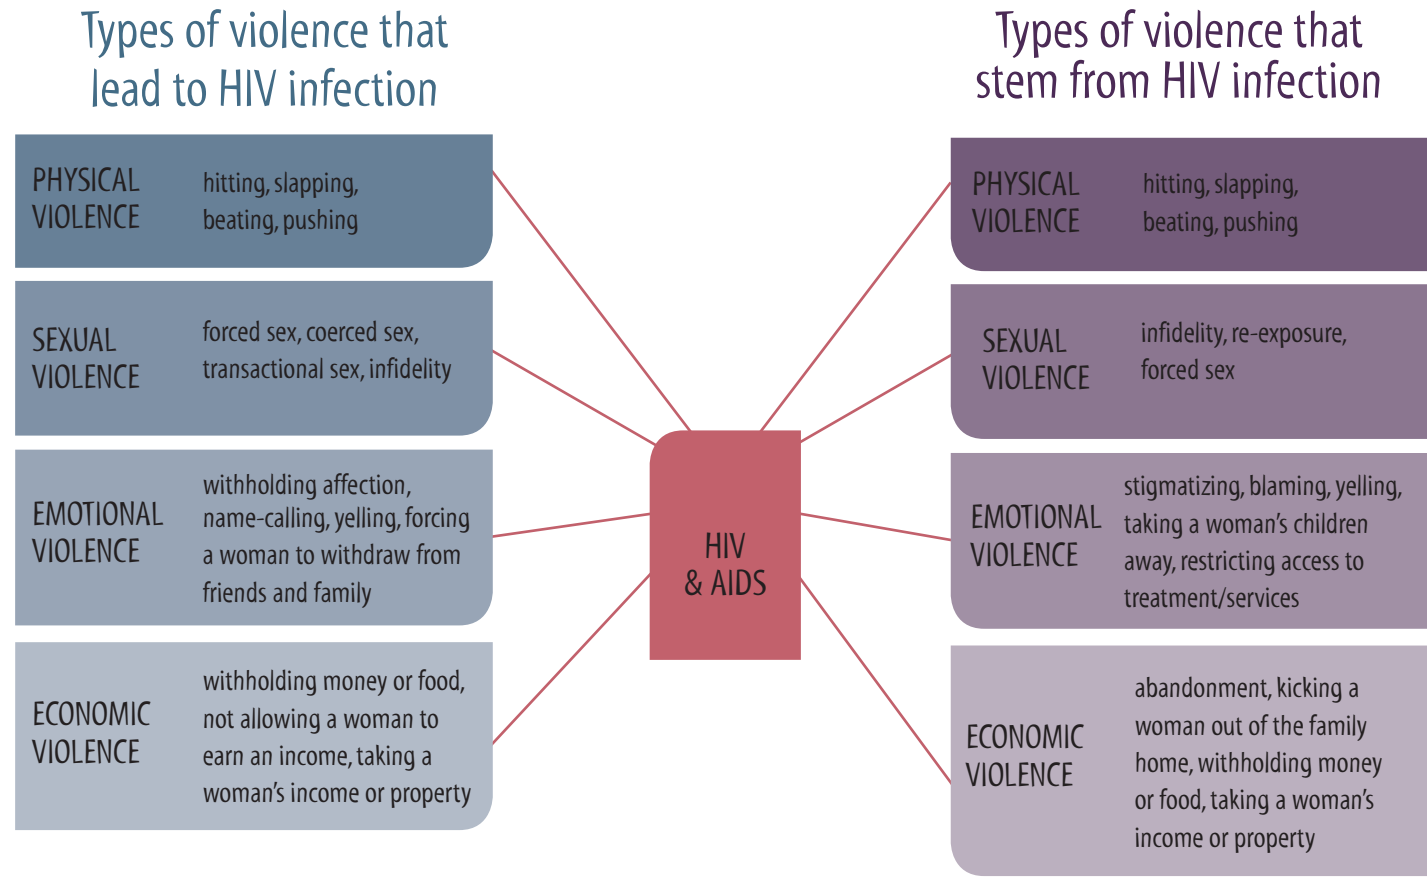 Types of violence that
lead to HIV infection
PHYSICAL
VIOLENCE
hitting, slapping,
beating, pushing
SEXUAL
VIOLENCE
forced sex, coerced sex,
transactional sex, infidelity
EMOTIONAL
VIOLENCE
withholding affection,
name-calling, yelling, forcing
a woman to withdraw from
friends and family
ECONOMIC
VIOLENCE
withholding money or food,
not allowing a woman to
earn an income, taking a
woman’s income or property
HIV
& AIDS
Types of violence that
stem from HIV infection
PHYSICAL
VIOLENCE
hitting, slapping,
beating, pushing
SEXUAL
VIOLENCE
infidelity, re-exposure,
forced sex
EMOTIONAL
VIOLENCE
stigmatizing, blaming, yelling,
taking a woman’s children
away, restricting access to
treatment/services
ECONOMIC
VIOLENCE
abandonment, kicking a
woman out of the family
home, withholding money
or food, taking a woman’s
income or property